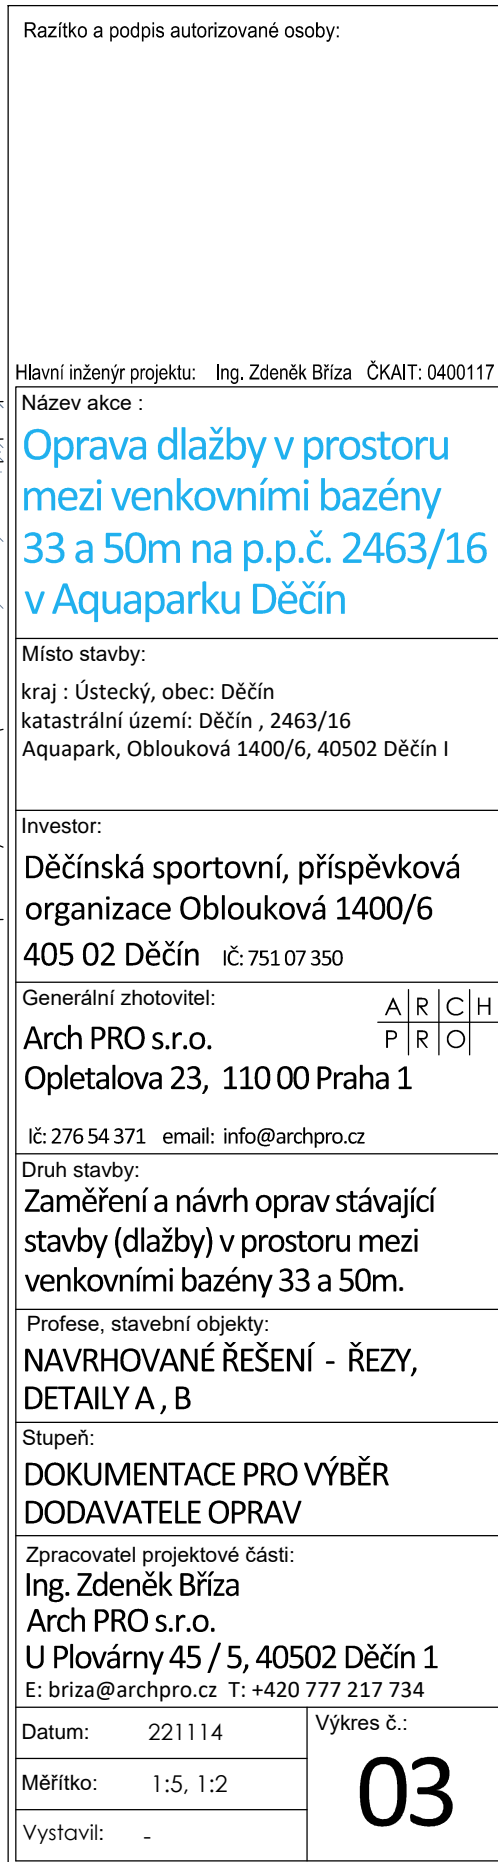 Razítko a podpis autorizované osoby:
Hlavní inženýr projektu: Ing. Zdeněk Bříza ČKAIT: 0400117
Název akce :
Oprava dlažby v prostoru
mezi venkovními bazény
33 a 50m na p.p.č. 2463/16
v Aquaparku Děčín
Místo stavby:
kraj : Ústecký, obec: Děčín
katastrální území: Děčín , 2463/16
Aquapark, Oblouková 1400/6, 40502 Děčín I
Investor:
Děčínská sportovní, příspěvková
organizace Oblouková 1400/6
405 02 Děčín IČ: 751 07 350
Generální zhotovitel:
ARCH
PRO
Arch PRO s.r.o.
Opletalova 23, 110 00 Praha 1
Ič: 276 54 371 email: info@archpro.cz
Druh stavby:
Zaměření a návrh oprav stávající
stavby (dlažby) v prostoru mezi
venkovními bazény 33 a 50m.
Profese, stavební objekty:
NAVRHOVANÉ ŘEŠENÍ - ŘEZY,
DETAILY A , B
Stupeň:
DOKUMENTACE PRO VÝBĚR
DODAVATELE OPRAV
Zpracovatel projektové části:
Ing. Zdeněk Bříza
Arch PRO s.r.o.
U Plovárny 45 / 5, 40502 Děčín 1
E: briza@archpro.cz T: +420 777 217 734
Datum: 221114
Měřítko: 1:5, 1:2
Vystavil: -
Výkres č.:
03